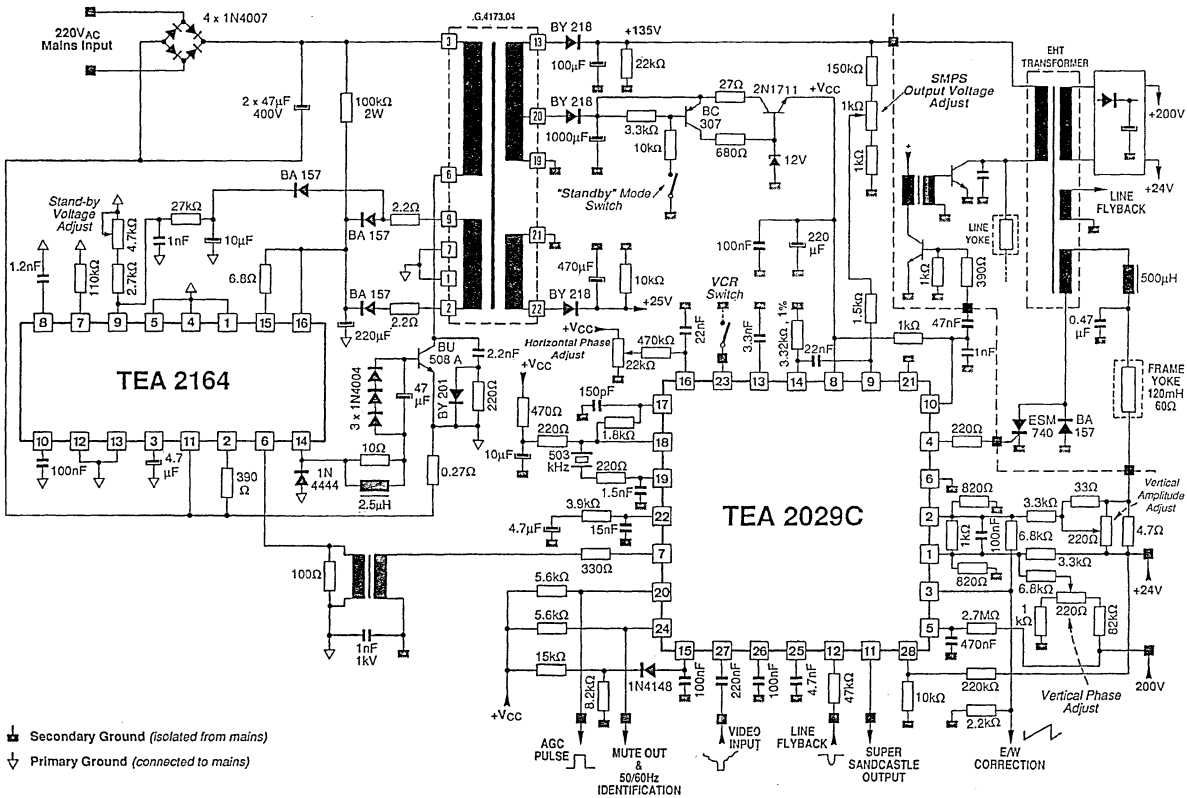 220VAC
Mains Input
4 x 1N4007
2 x 47µF
400V
100kΩ
2W
.G.4173.04
3
6
9
7
1
2
13
20
19
21
22
BY 218
+135V
100µF
22kΩ
BY 218
1000µF
3.3kΩ
10kΩ
BC
307
27Ω
680Ω
2N1711
12V
+VCC
"Standby" Mode
Switch
150kΩ
1kΩ
1kΩ
SMPS
Output Voltage
Adjust
EHT
TRANSFORMER
+200V
+24V
LINE
FLYBACK
LINE
YOKE
+
1kΩ
390Ω
500µH
0.47
µF
FRAME
YOKE
120mH
60Ω
Stand-by
Voltage
Adjust
4.7kΩ
2.7kΩ
110kΩ
1.2nF
27kΩ
1nF
10µF
BA 157
BA 157
2.2Ω
6.8Ω
BA 157
2.2Ω
220µF
470µF
10kΩ
BY 218
+25V
100nF
220
µF
VCR
Switch
22nF
3.3nF
3.32kΩ, 1%
22nF
1.5kΩ
1kΩ
47nF
1nF
+VCC
Horizontal Phase
Adjust
22kΩ
470kΩ
8
7
9
5
4
1
15
16
TEA 2164
10
12
13
3
11
2
6
14
100nF
4.7
µF
390
Ω
1N
4444
10Ω
2.5µH
3 x 1N4004
47
µF
BU
508 A
BY 201
2.2nF
220Ω
0.27Ω
+VCC
470Ω
10µF
150pF
1.8kΩ
220Ω
503
kHz
220Ω
1.5nF
3.9kΩ
4.7µF
15nF
330Ω
100Ω
1nF
1kV
5.6kΩ
5.6kΩ
15kΩ
8.2kΩ
1N4148
+VCC
16
23
13
14
8
9
21
17
18
19
22
7
20
24
10
4
6
2
1
3
5
TEA 2029C
15
27
26
25
12
11
28
100nF
220nF
100nF
4.7nF
47kΩ
10kΩ
220Ω
ESM
740
BA
157
820Ω
1kΩ
100nF
820Ω
3.3kΩ
6.8kΩ
33Ω
220Ω
4.7Ω
Vertical
Amplitude
Adjust
3.3kΩ
6.8kΩ
220Ω
1
kΩ
82kΩ
+24V
2.7MΩ
470nF
220kΩ
2.2kΩ
200V
Vertical Phase
Adjust
AGC
PULSE
MUTE OUT
&
50/60Hz
IDENTIFICATION
VIDEO
INPUT
LINE
FLYBACK
SUPER
SANDCASTLE
OUTPUT
E/W
CORRECTION
Secondary Ground (isolated from mains)
Primary Ground (connected to mains)